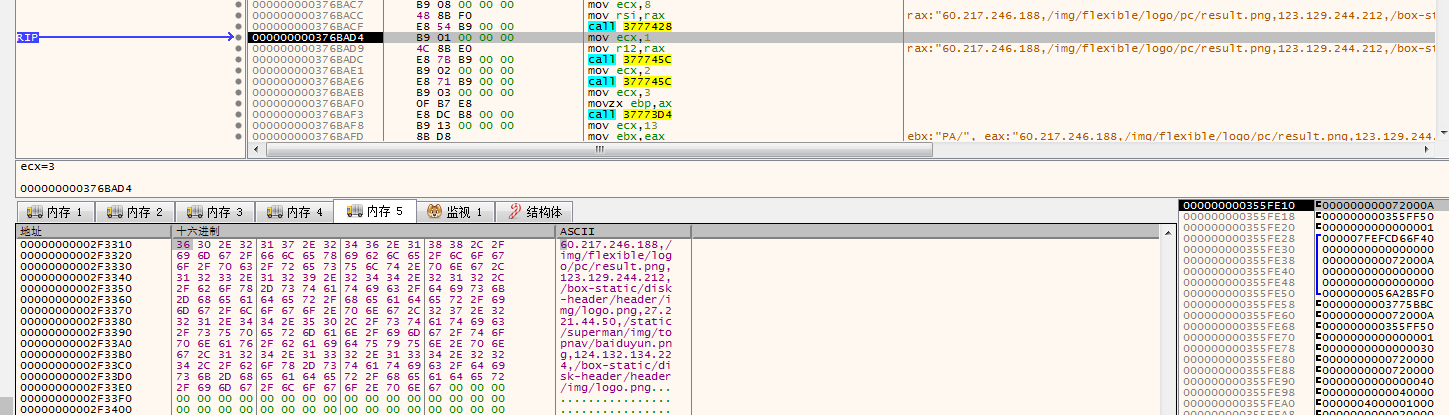 000000000376BAC7 B9 08 00 00 00 mov ecx,8
000000000376BACC 48 8B F0 mov rsi,rax rax:"60.217.246.188,/img/flexible/logo/pc/result.png,123.129.244.212,/box-st
000000000376BACF E8 54 B9 00 00 call 3777428
RIP 000000000376BAD4 B9 01 00 00 00 mov ecx,1
000000000376BAD9 4C 8B E0 mov r12,rax rax:"60.217.246.188,/img/flexible/logo/pc/result.png,123.129.244.212,/box-st
000000000376BADC E8 7B B9 00 00 call 377745C
000000000376BAE1 B9 02 00 00 00 mov ecx,2
000000000376BAE6 E8 71 B9 00 00 call 377745C
000000000376BAEB B9 03 00 00 00 mov ecx,3
000000000376BAF0 0F B7 E8 movzx ebp,ax
000000000376BAF3 E8 DC B8 00 00 call 37773D4
000000000376BAF8 B9 13 00 00 00 mov ecx,13
000000000376BAFD 8B D8 mov ebx,eax ebx:"PA/", eax:"60.217.246.188,/img/flexible/logo/pc/result.png,123.129.244.
ecx=3
000000000376BAD4
内存 1 内存 2 内存 3 内存 4 内存 5 监视 1 结构体
地址 十六进制 ASCII
00000000002F3310 36 30 2E 32 31 37 2E 32 34 36 2E 31 38 38 2C 2F 60.217.246.188,/
00000000002F3320 69 6D 67 2F 66 6C 65 78 69 62 6C 65 2F 6C 6F 67 img/flexible/log
00000000002F3330 6F 2F 70 63 2F 72 65 73 75 6C 74 2E 70 6E 67 2C o/pc/result.png,
00000000002F3340 31 32 33 2E 31 32 39 2E 32 34 34 2E 32 31 32 2C 123.129.244.212,
00000000002F3350 2F 62 6F 78 2D 73 74 61 74 69 63 2F 64 69 73 6B /box-static/disk
00000000002F3360 2D 68 65 61 64 65 72 2F 68 65 61 64 65 72 2F 69 -header/header/i
00000000002F3370 6D 67 2F 6C 6F 67 6F 2E 70 6E 67 2C 32 37 2E 32 mg/logo.png,27.2
00000000002F3380 32 31 2E 34 34 2E 35 30 2C 2F 73 74 61 74 69 63 21.44.50,/static
00000000002F3390 2F 73 75 70 65 72 6D 61 6E 2F 69 6D 67 2F 74 6F /superman/img/to
00000000002F33A0 70 6E 61 76 2F 62 61 69 64 75 79 75 6E 2E 70 6E pnav/baiduyun.pn
00000000002F33B0 67 2C 31 32 34 2E 31 33 32 2E 31 33 34 2E 32 32 g,124.132.134.22
00000000002F33C0 34 2C 2F 62 6F 78 2D 73 74 61 74 69 63 2F 64 69 4,/box-static/di
00000000002F33D0 73 6B 2D 68 65 61 64 65 72 2F 68 65 61 64 65 72 sk-header/header
00000000002F33E0 2F 69 6D 67 2F 6C 6F 67 6F 2E 70 6E 67 00 00 00 /img/logo.png...
00000000002F33F0 00 00 00 00 00 00 00 00 00 00 00 00 00 00 00 00 ................
00000000002F3400 00 00 00 00 00 00 00 00 00 00 00 00 00 00 00 00 ................
000000000355FE10 000000000072000A
000000000355FE18 000000000355FF50
000000000355FE20 0000000000000001
000000000355FE28 000007FEFCD66F40
000000000355FE30 0000000000000000
000000000355FE38 000000000072000A
000000000355FE40 0000000000000000
000000000355FE48 0000000000000000
000000000355FE50 0000000056A2B5F0
000000000355FE58 0000000003775BBC
000000000355FE60 000000000072000A
000000000355FE68 000000000355FF50
000000000355FE70 0000000000000001
000000000355FE78 0000000000000030
000000000355FE80 0000000000720000
000000000355FE88 0000000000720000
000000000355FE90 0000000000000040
000000000355FE98 0000000000040000
000000000355FEA0 0000004000001000